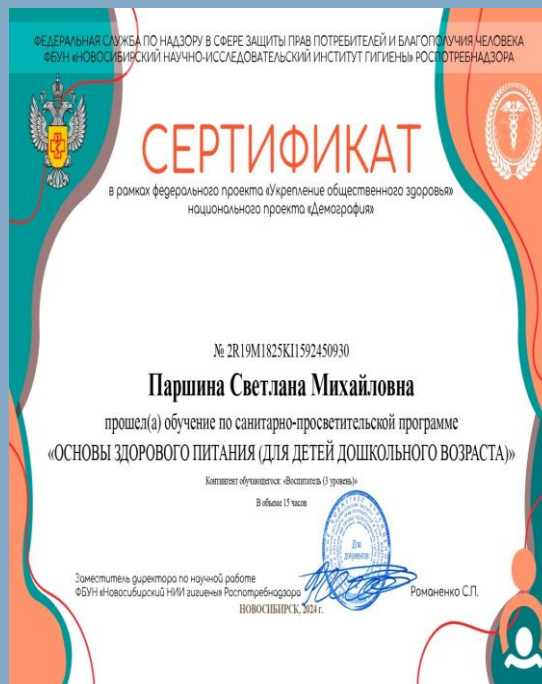 ФЕДЕРАЛЬНАЯ СЛУЖБА ПО НАДЗОРУ В СФЕРЕ ЗАЩИТЫ ПРАВ ПОТРЕБИТЕЛЕЙ И БЛАГОПОЛУЧИЯ ЧЕЛОВЕКА
ФБУН «НОВОСИБИРСКИЙ НАУЧНО-ИССЛЕДОВАТЕЛЬСКИЙ ИНСТИТУТ ГИГИЕНЫ» РОСПОТРЕБНАДЗОРА
СЕРТИФИКАТ
в рамках федерального проекта «Укрепление общественного здоровья»
национального проекта «Демография»
№ 2R19M1825KI1592450930
Паршина Светлана Михайловна
прошел(а) обучение по санитарно-просветительской программе
«ОСНОВЫ ЗДОРОВОГО ПИТАНИЯ (ДЛЯ ДЕТЕЙ ДОШКОЛЬНОГО ВОЗРАСТА)»
Контингент обучающегося: «Воспитатель (3 уровень)»
В объеме 15 часов
Для
документов
Заместитель директора по научной работе
ФБУН «Новосибирский НИИ гигиены» Роспотребнадзора
Романенко С.П.
НОВОСИБИРСК, 2024 г.